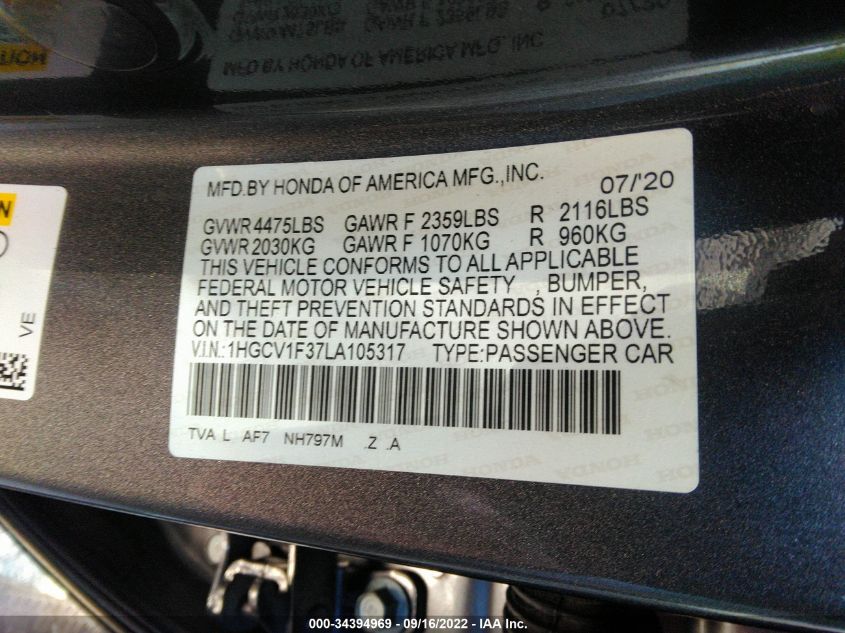 MFD.BY HONDA OF AMERICA MFG.,INC. 07/'20
GVWR 4475LBS GAWR F 2359LBS R 2116LBS
GVWR 2030KG GAWR F 1070KG R 960KG
THIS VEHICLE CONFORMS TO ALL APPLICABLE
FEDERAL MOTOR VEHICLE SAFETY , BUMPER,
AND THEFT PREVENTION STANDARDS IN EFFECT
ON THE DATE OF MANUFACTURE SHOWN ABOVE.
V.I.N.:1HGCV1F37LA105317 TYPE:PASSENGER CAR
TVA L AF7 NH797M .Z .A
VE
000-34394969 - 09/16/2022 - IAA Inc.